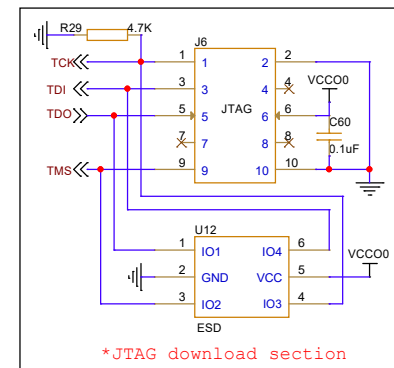 R29 4.7K
J6
TCK 1 1 2 2
TDI 3 3 4 4 VCCO0
TDO 5 5 6 6
JTAG
C60
7 7 8 8 0.1uF
TMS 9 9 10 10
U12
1 IO1 IO4 6
2 GND VCC 5 VCCO0
3 IO2 IO3 4
ESD
*JTAG download section